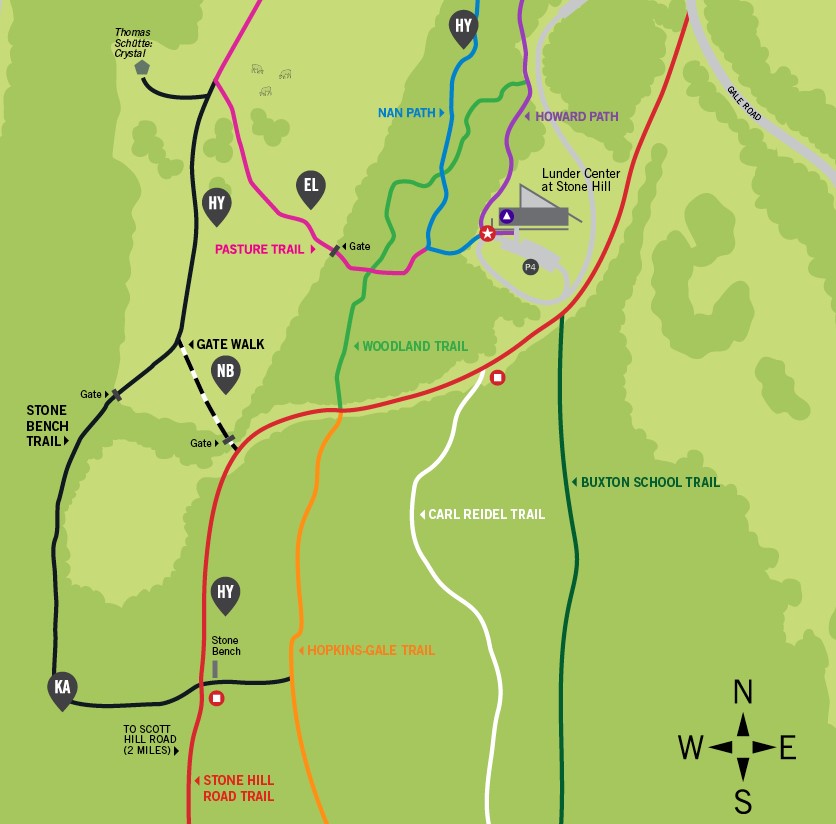 Thomas
Schütte:
Crystal
HY
NAN PATH
HOWARD PATH
GALE ROAD
Lunder Center
at Stone Hill
EL
HY
Gate
PASTURE TRAIL
P4
GATE WALK
WOODLAND TRAIL
NB
Gate
STONE
BENCH
TRAIL
Gate
BUXTON SCHOOL TRAIL
CARL REIDEL TRAIL
HY
Stone
Bench
HOPKINS-GALE TRAIL
KA
TO SCOTT
HILL ROAD
(2 MILES)
STONE HILL
ROAD TRAIL
N
W E
S